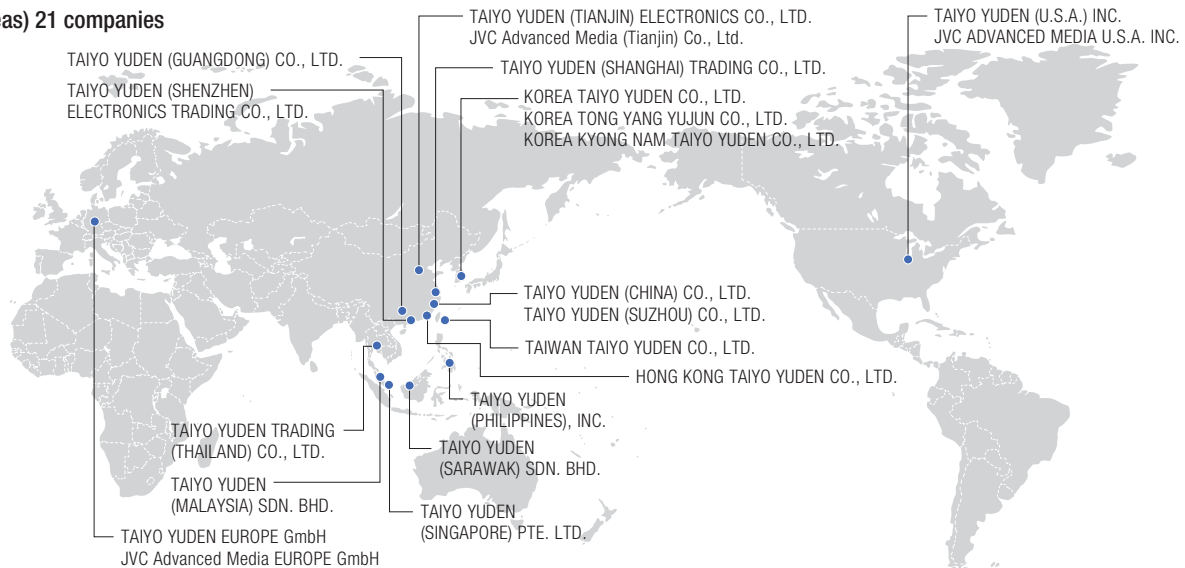 eas) 21 companies
TAIYO YUDEN (TIANJIN) ELECTRONICS CO., LTD.
JVC Advanced Media (Tianjin) Co., Ltd.
TAIYO YUDEN (U.S.A.) INC.
JVC ADVANCED MEDIA U.S.A. INC.
TAIYO YUDEN (GUANGDONG) CO., LTD.
TAIYO YUDEN (SHANGHAI) TRADING CO., LTD.
TAIYO YUDEN (SHENZHEN)
ELECTRONICS TRADING CO., LTD.
KOREA TAIYO YUDEN CO., LTD.
KOREA TONG YANG YUJUN CO., LTD.
KOREA KYONG NAM TAIYO YUDEN CO., LTD.
TAIYO YUDEN (CHINA) CO., LTD.
TAIYO YUDEN (SUZHOU) CO., LTD.
TAIWAN TAIYO YUDEN CO., LTD.
HONG KONG TAIYO YUDEN CO., LTD.
TAIYO YUDEN
(PHILIPPINES), INC.
TAIYO YUDEN TRADING
(THAILAND) CO., LTD.
TAIYO YUDEN
(SARAWAK) SDN. BHD.
TAIYO YUDEN
(MALAYSIA) SDN. BHD.
TAIYO YUDEN
(SINGAPORE) PTE. LTD.
TAIYO YUDEN EUROPE GmbH
JVC Advanced Media EUROPE GmbH